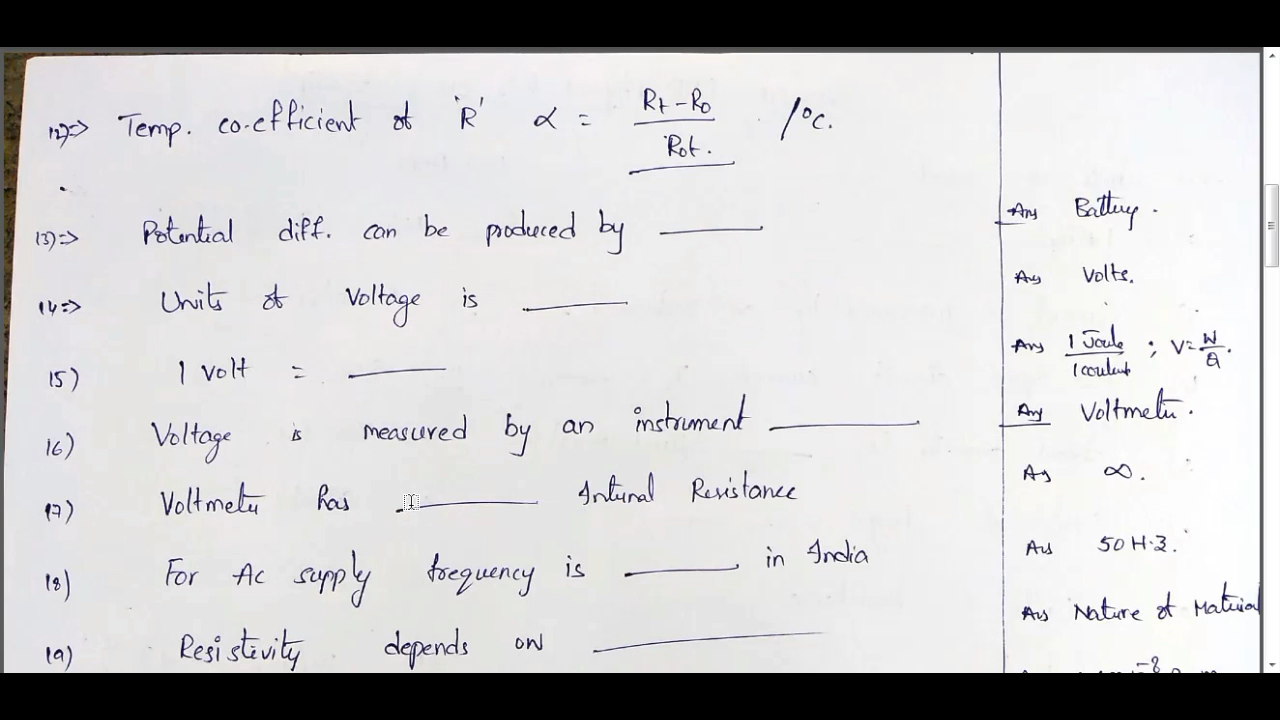 12)=> Temp. co-efficient of 'R' α = Rt - R0 / R0t. /°C.
13)=> Potential diff. can be produced by ______ Ans Battery.
14=> Units of Voltage is ______ Ans Volts.
15) 1 volt = ______ Ans 1 Joule / 1 coulomb ; V = W/Q.
16) Voltage is measured by an instrument ______ Ans Voltmeter.
17) Voltmeter has ______ Internal Resistance Ans ∞.
18) For Ac supply frequency is ______ in India Ans 50 Hz.
19) Resistivity depends on ______ Ans Nature of Material